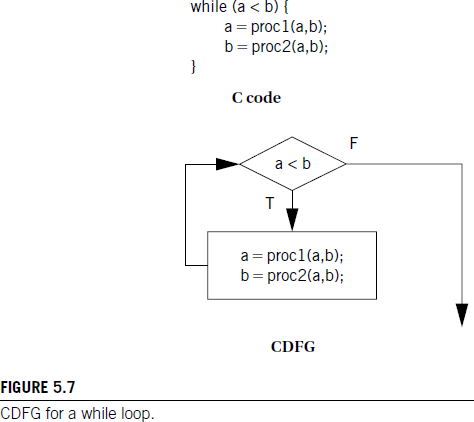 while (a < b) {
a = proc1(a,b);
b = proc2(a,b);
}
C code
F
a < b
T
a = proc1(a,b);
b = proc2(a,b);
CDFG
FIGURE 5.7
CDFG for a while loop.